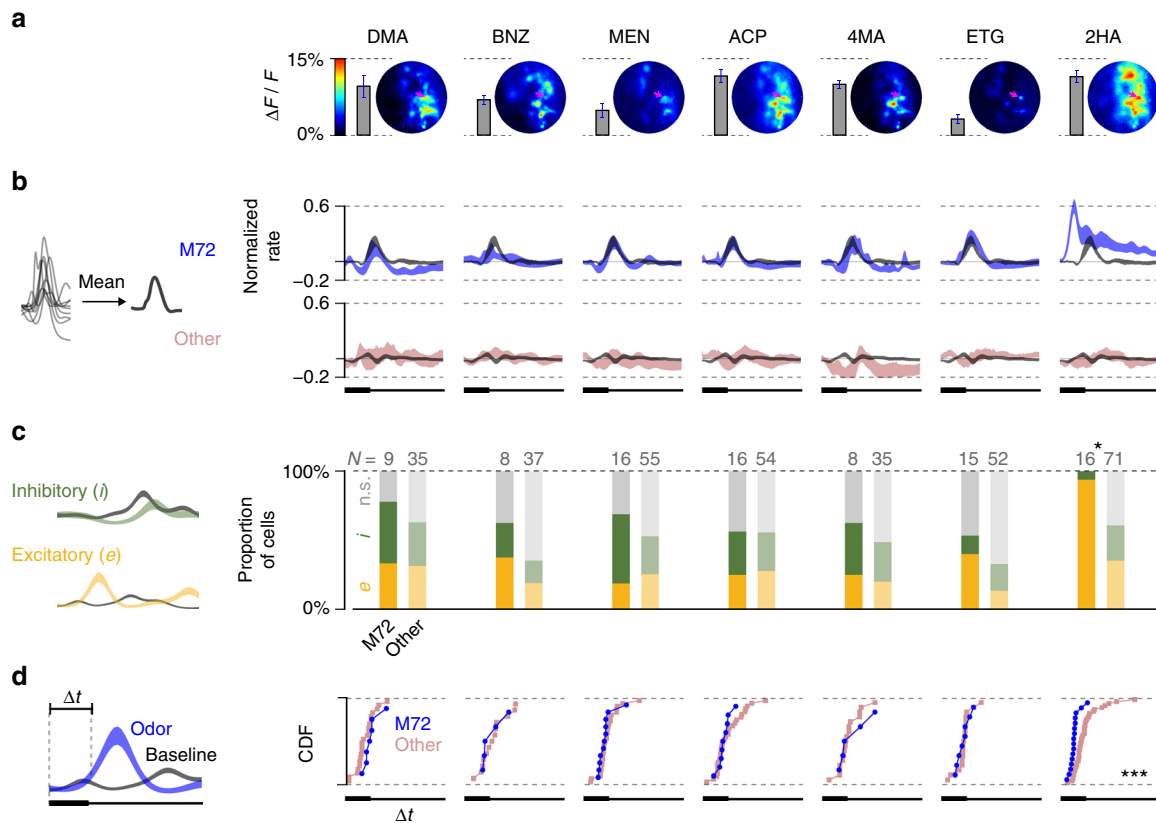 a
DMA BNZ MEN ACP 4MA ETG 2HA
15%
ΔF / F
0%
b
0.6
M72
Normalized rate
Mean
−0.2
0.6
Other
−0.2
c
N = 9 35 8 37 16 55 16 54 8 35 15 52 16 * 71
100%
Inhibitory (i)
n.s.
i
Proportion of cells
Excitatory (e)
e
0%
M72 Other
d
Δt
Odor
Baseline
CDF
M72
Other
***
Δt